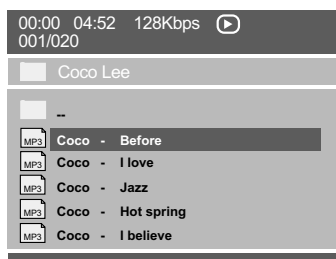 00:00 04:52 128Kbps
001/020
Coco Lee
--
MP3 Coco - Before
MP3 Coco - I love
MP3 Coco - Jazz
MP3 Coco - Hot spring
MP3 Coco - I believe